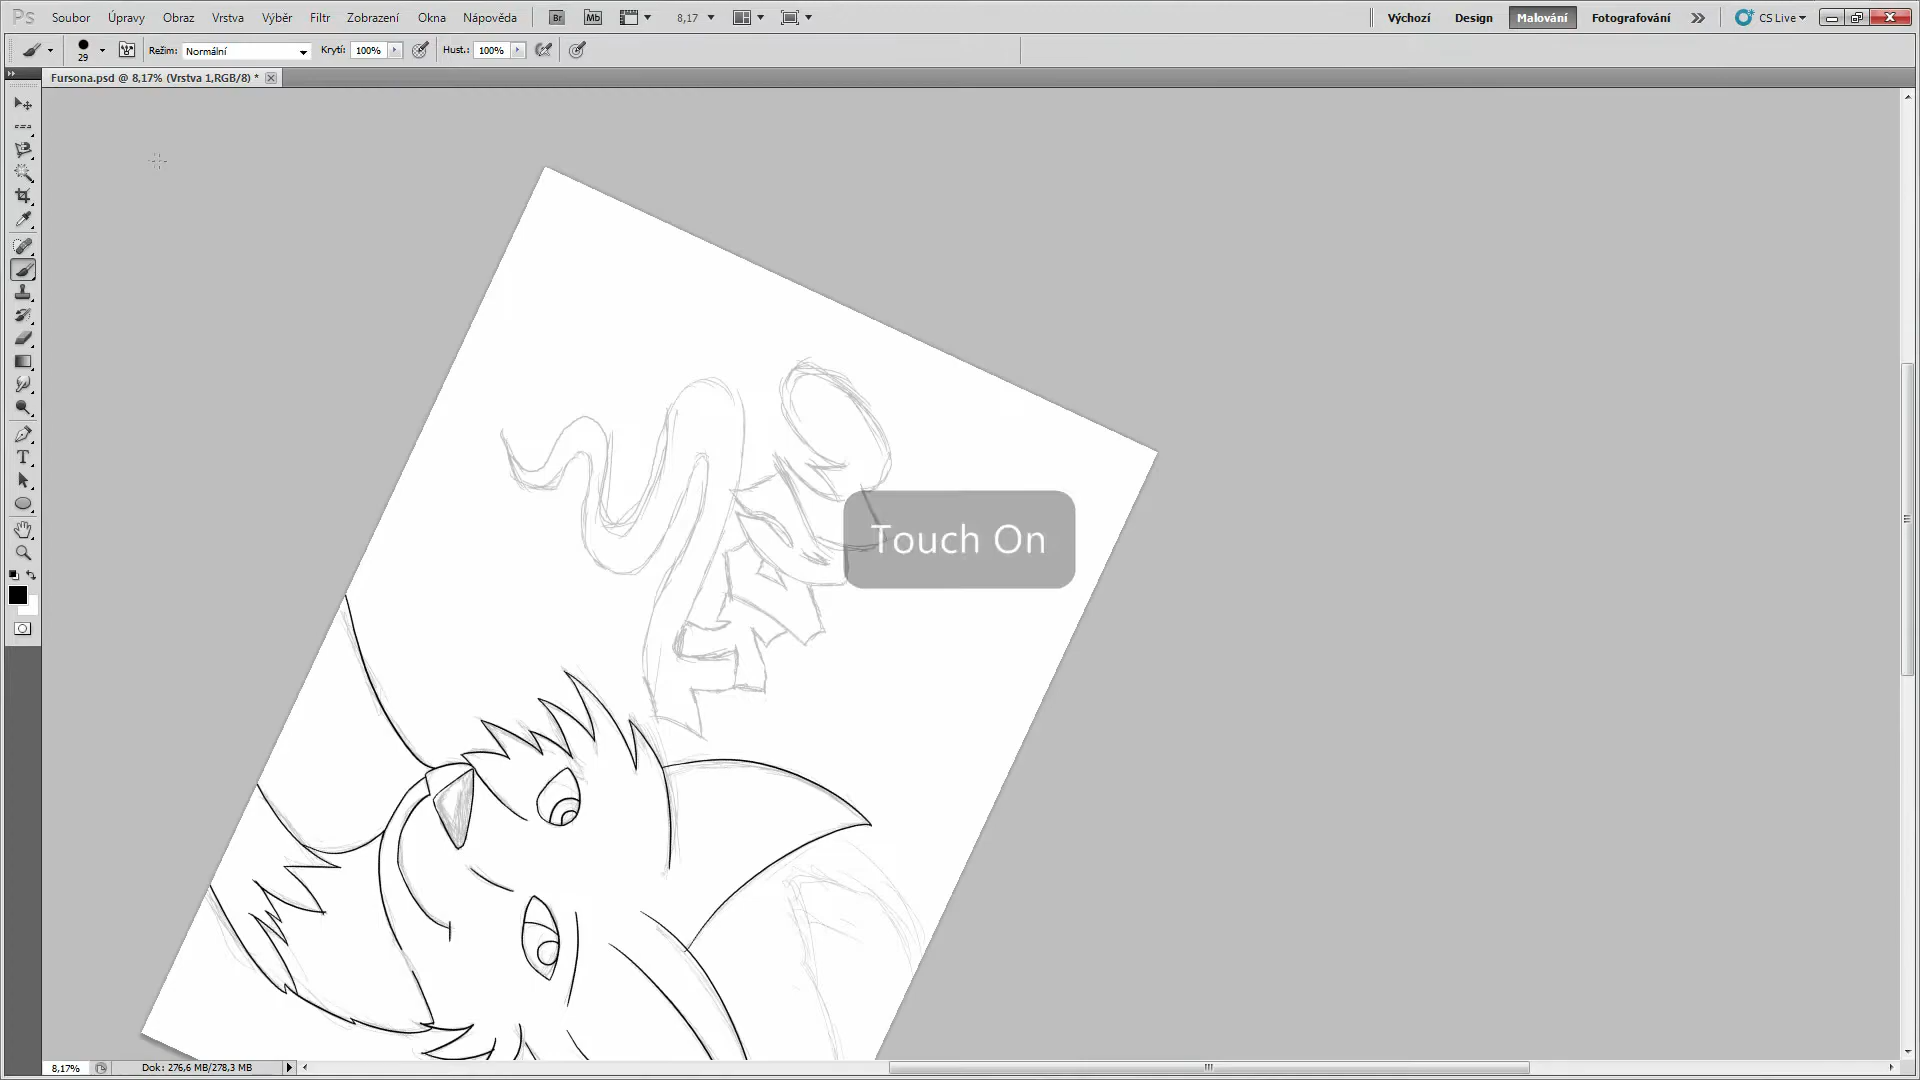 Ps Soubor Úpravy Obraz Vrstva Výběr Filtr Zobrazení Okna Nápověda Br Mb 8,17 Výchozí Design Malování Fotografování CS Live
29 Režim: Normální Krytí: 100% Hust.: 100%
Fursona.psd @ 8,17% (Vrstva 1,RGB/8) *
Touch On
8,17% Dok: 276,6 MB/278,3 MB